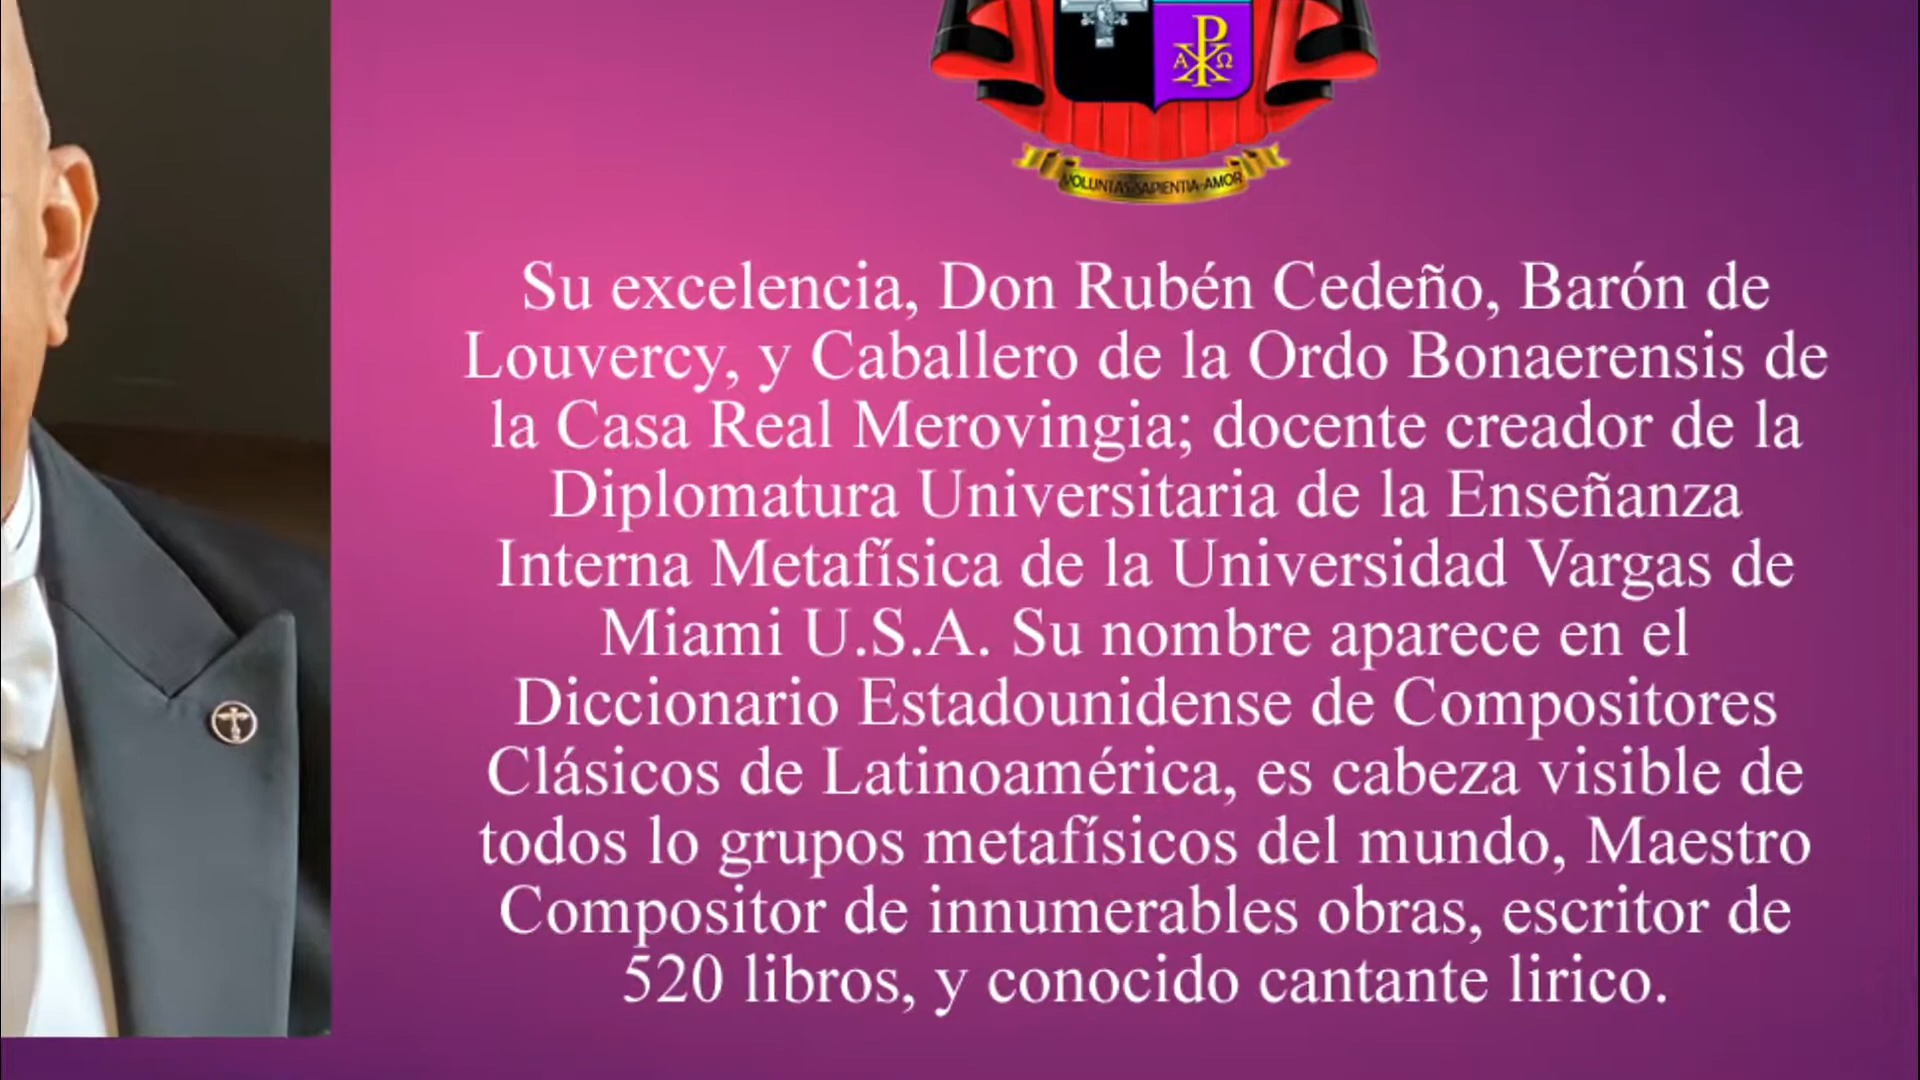 P
Α Ω
VOLUNTAS-SAPIENTIA-AMOR
Su excelencia, Don Rubén Cedeño, Barón de
Louvercy, y Caballero de la Ordo Bonaerensis de
la Casa Real Merovingia; docente creador de la
Diplomatura Universitaria de la Enseñanza
Interna Metafísica de la Universidad Vargas de
Miami U.S.A. Su nombre aparece en el
Diccionario Estadounidense de Compositores
Clásicos de Latinoamérica, es cabeza visible de
todos lo grupos metafísicos del mundo, Maestro
Compositor de innumerables obras, escritor de
520 libros, y conocido cantante lirico.